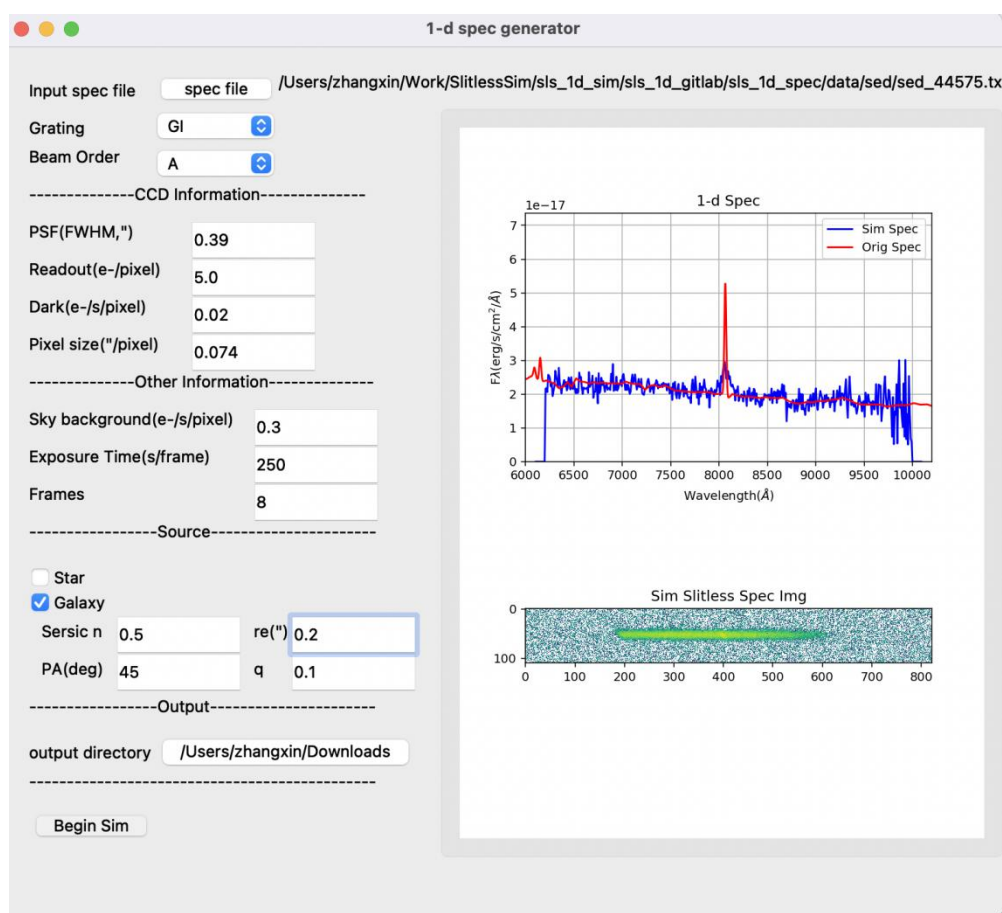 1-d spec generator
Input spec file spec file /Users/zhangxin/Work/SlitlessSim/sls_1d_sim/sls_1d_gitlab/sls_1d_spec/data/sed/sed_44575.tx
Grating GI
Beam Order A
--------------CCD Information--------------
PSF(FWHM,") 0.39
Readout(e-/pixel) 5.0
Dark(e-/s/pixel) 0.02
Pixel size("/pixel) 0.074
--------------Other Information--------------
Sky background(e-/s/pixel) 0.3
Exposure Time(s/frame) 250
Frames 8
-----------------Source----------------------
Star
Galaxy
Sersic n 0.5 re(") 0.2
PA(deg) 45 q 0.1
-----------------Output----------------------
output directory /Users/zhangxin/Downloads
---------------------------------------------
Begin Sim
1e−17 1-d Spec
Sim Spec
Orig Spec
7
6
5
4
3
2
1
0
Fλ(erg/s/cm²/Å)
6000 6500 7000 7500 8000 8500 9000 9500 10000
Wavelength(Å)
Sim Slitless Spec Img
0
100
0 100 200 300 400 500 600 700 800